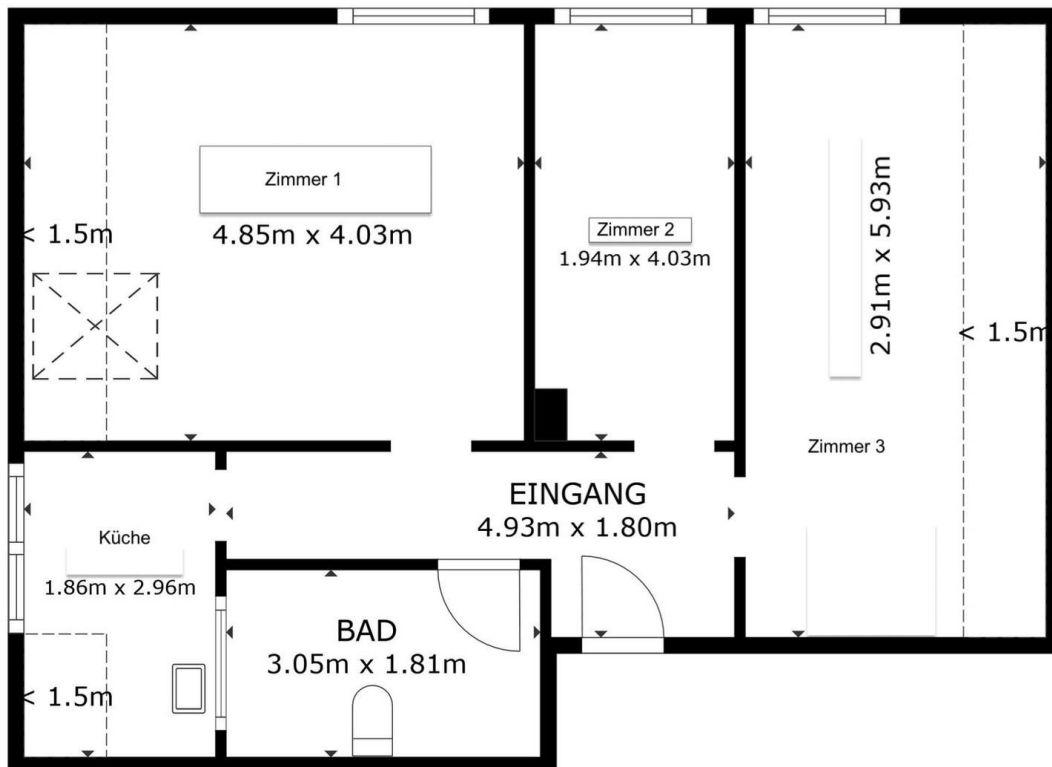 Zimmer 1
4.85m x 4.03m
< 1.5m
Zimmer 2
1.94m x 4.03m
2.91m x 5.93m
< 1.5m
Zimmer 3
EINGANG
4.93m x 1.80m
Küche
1.86m x 2.96m
BAD
3.05m x 1.81m
< 1.5m